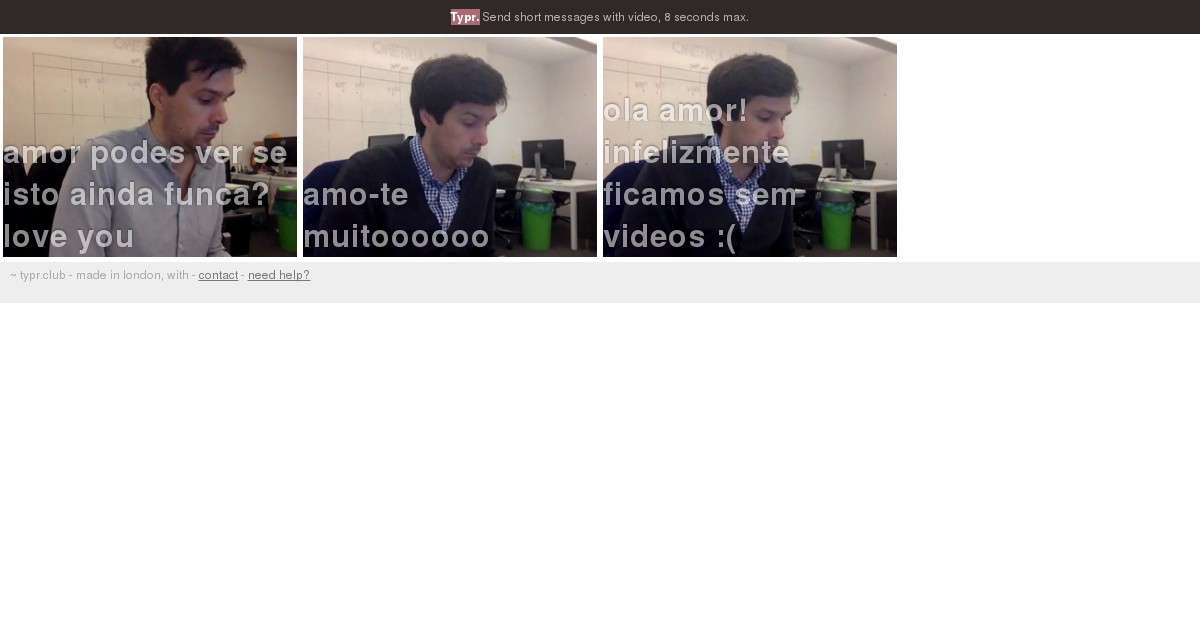 Typr. Send short messages with video, 8 seconds max.
amor podes ver se
isto ainda funca?
love you
amo-te
muitoooooo
ola amor!
infelizmente
ficamos sem
videos :(
~ typr.club - made in london, with - contact - need help?